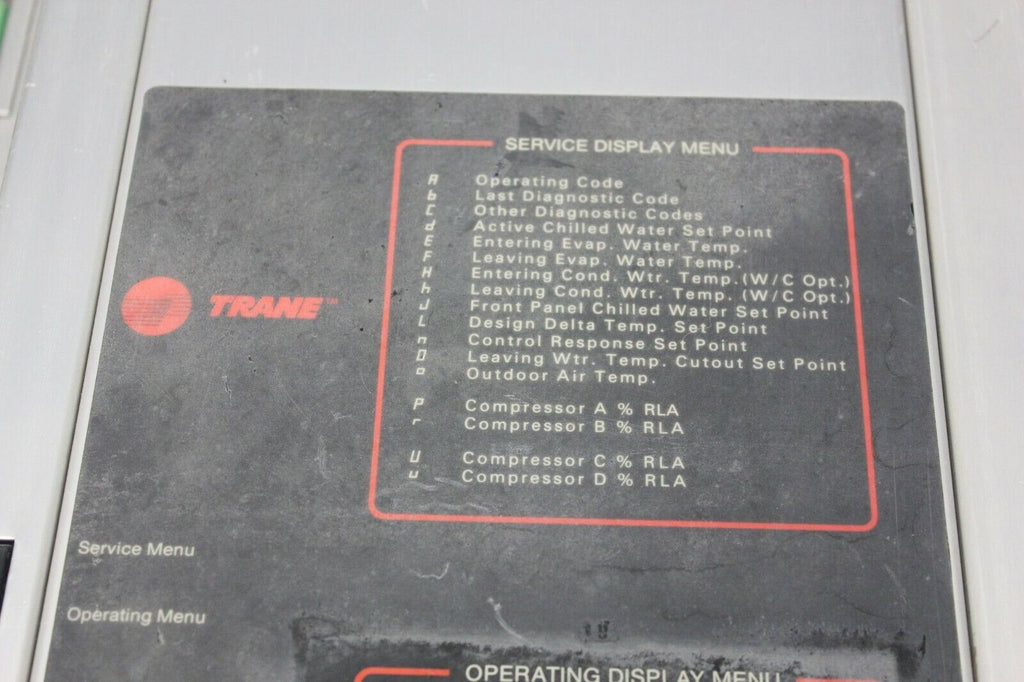 SERVICE DISPLAY MENU
A Operating Code
b Last Diagnostic Code
C Other Diagnostic Codes
d Active Chilled Water Set Point
E Entering Evap. Water Temp.
F Leaving Evap. Water Temp.
H Entering Cond. Wtr. Temp. (W/C Opt.)
h Leaving Cond. Wtr. Temp. (W/C Opt.)
TRANE™
J Front Panel Chilled Water Set Point
L Design Delta Temp. Set Point
n Control Response Set Point
O Leaving Wtr. Temp. Cutout Set Point
o Outdoor Air Temp.
P Compressor A % RLA
r Compressor B % RLA
U Compressor C % RLA
u Compressor D % RLA
Service Menu
Operating Menu
OPERATING DISPLAY MENU